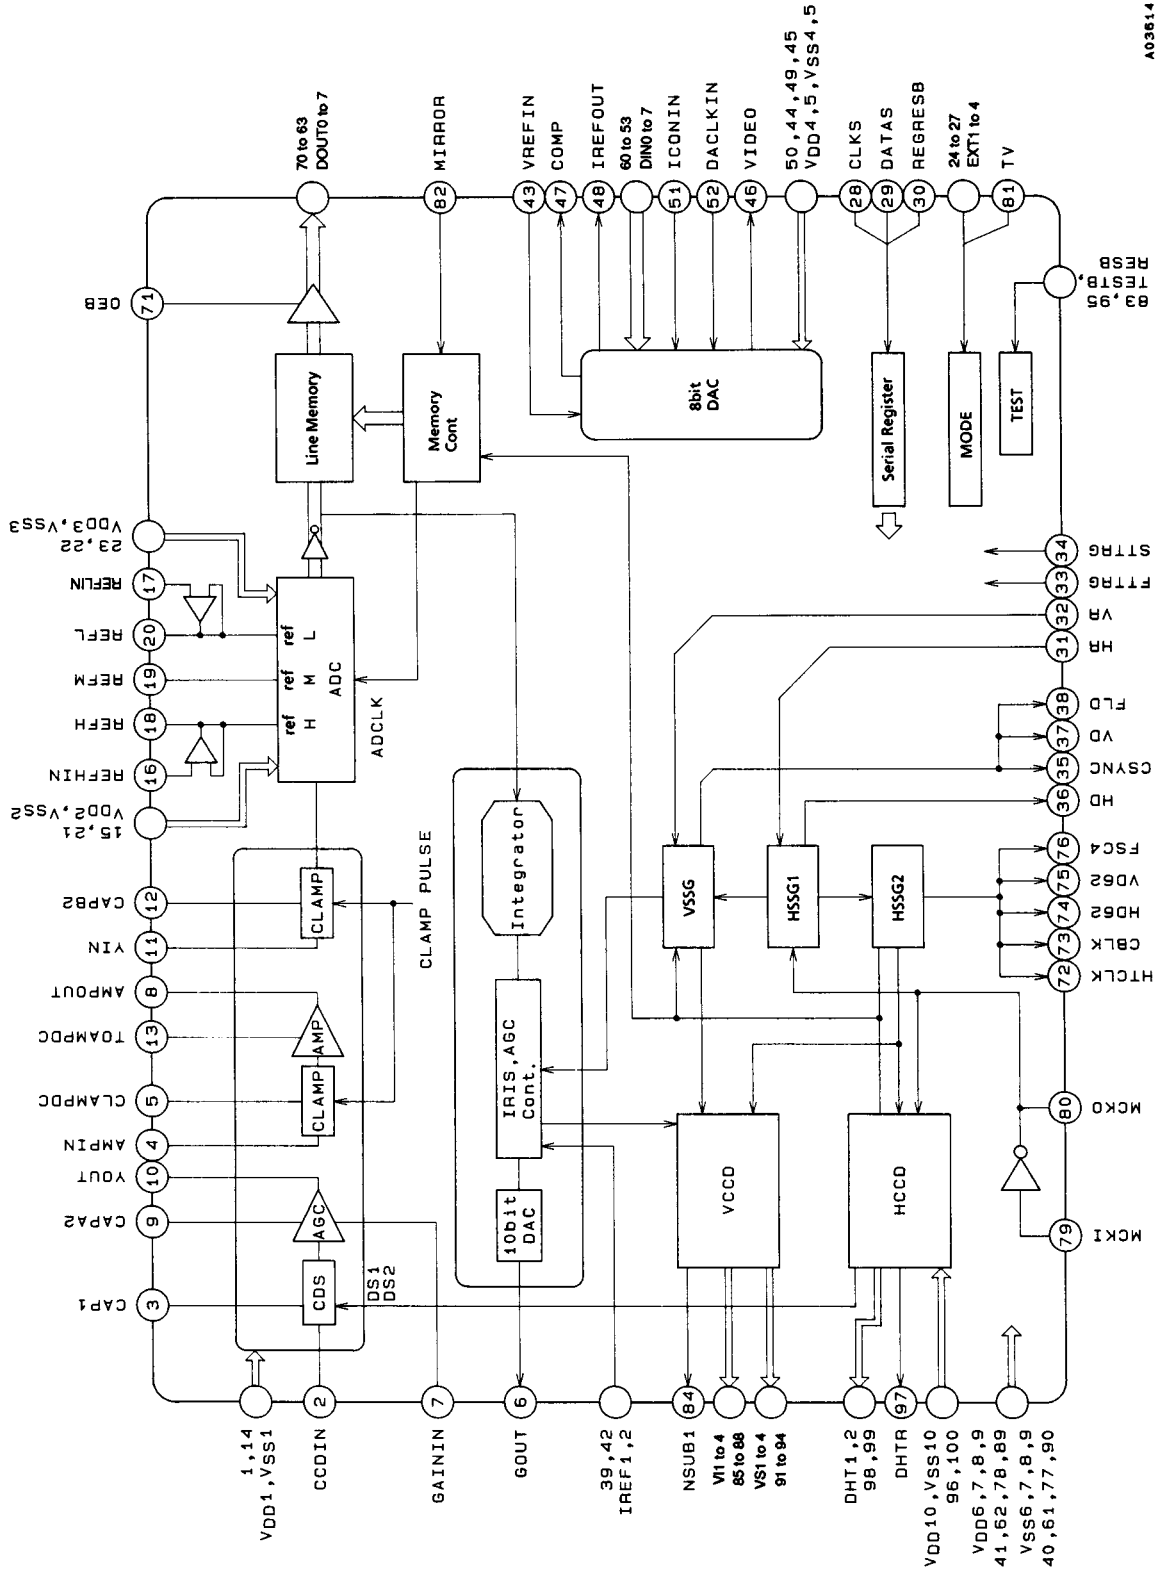 A03614
OEB
71
23,22
VDD3,VSS3
REFLIN
17
REFL
20
REFM
19
REFH
18
REFHIN
16
15,21
VDD2,VSS2
CAPB2
12
YIN
11
AMPOUT
8
TOAMPDC
13
CLAMPDC
5
AMPIN
4
YOUT
10
CAPA2
9
CAP1
3
70 to 63
DOUT0 to 7
82
MIRROR
43
VREFIN
47
COMP
48
IREFOUT
60 to 53
DIN0 to 7
51
ICONIN
52
DACLKIN
46
VIDEO
50,44,49,45
VDD4,5,VSS4,5
28
CLKS
29
DATAS
30
REGRESB
24 to 27
EXT1 to 4
81
TV
83,95
TESTB,
RESB
Line Memory
Memory
Cont
8bit
DAC
Serial Register
MODE
TEST
ref
L
ref
M
ref
H
ADC
ADCLK
CLAMP
CLAMP PULSE
AMP
CLAMP
AGC
CDS
DS1
DS2
Integrator
IRIS,AGC
Cont.
10bit
DAC
VSSG
HSSG1
HSSG2
VCCD
HCCD
34
STTRG
33
FTTRG
32
VR
31
HR
38
FLD
37
VD
35
CSYNC
36
HD
76
FSC4
75
VD62
74
HD62
73
CBLK
72
HTCLK
80
MCKO
79
MCKI
1,14
VDD1,VSS1
2
CCDIN
7
GAININ
6
GOUT
39,42
IREF1,2
84
NSUB1
VI1 to 4
85 to 88
VS1 to 4
91 to 94
DHT1,2
98,99
97
DHTR
VDD10,VSS10
96,100
VDD6,7,8,9
41,62,78,89
VSS6,7,8,9
40,61,77,90